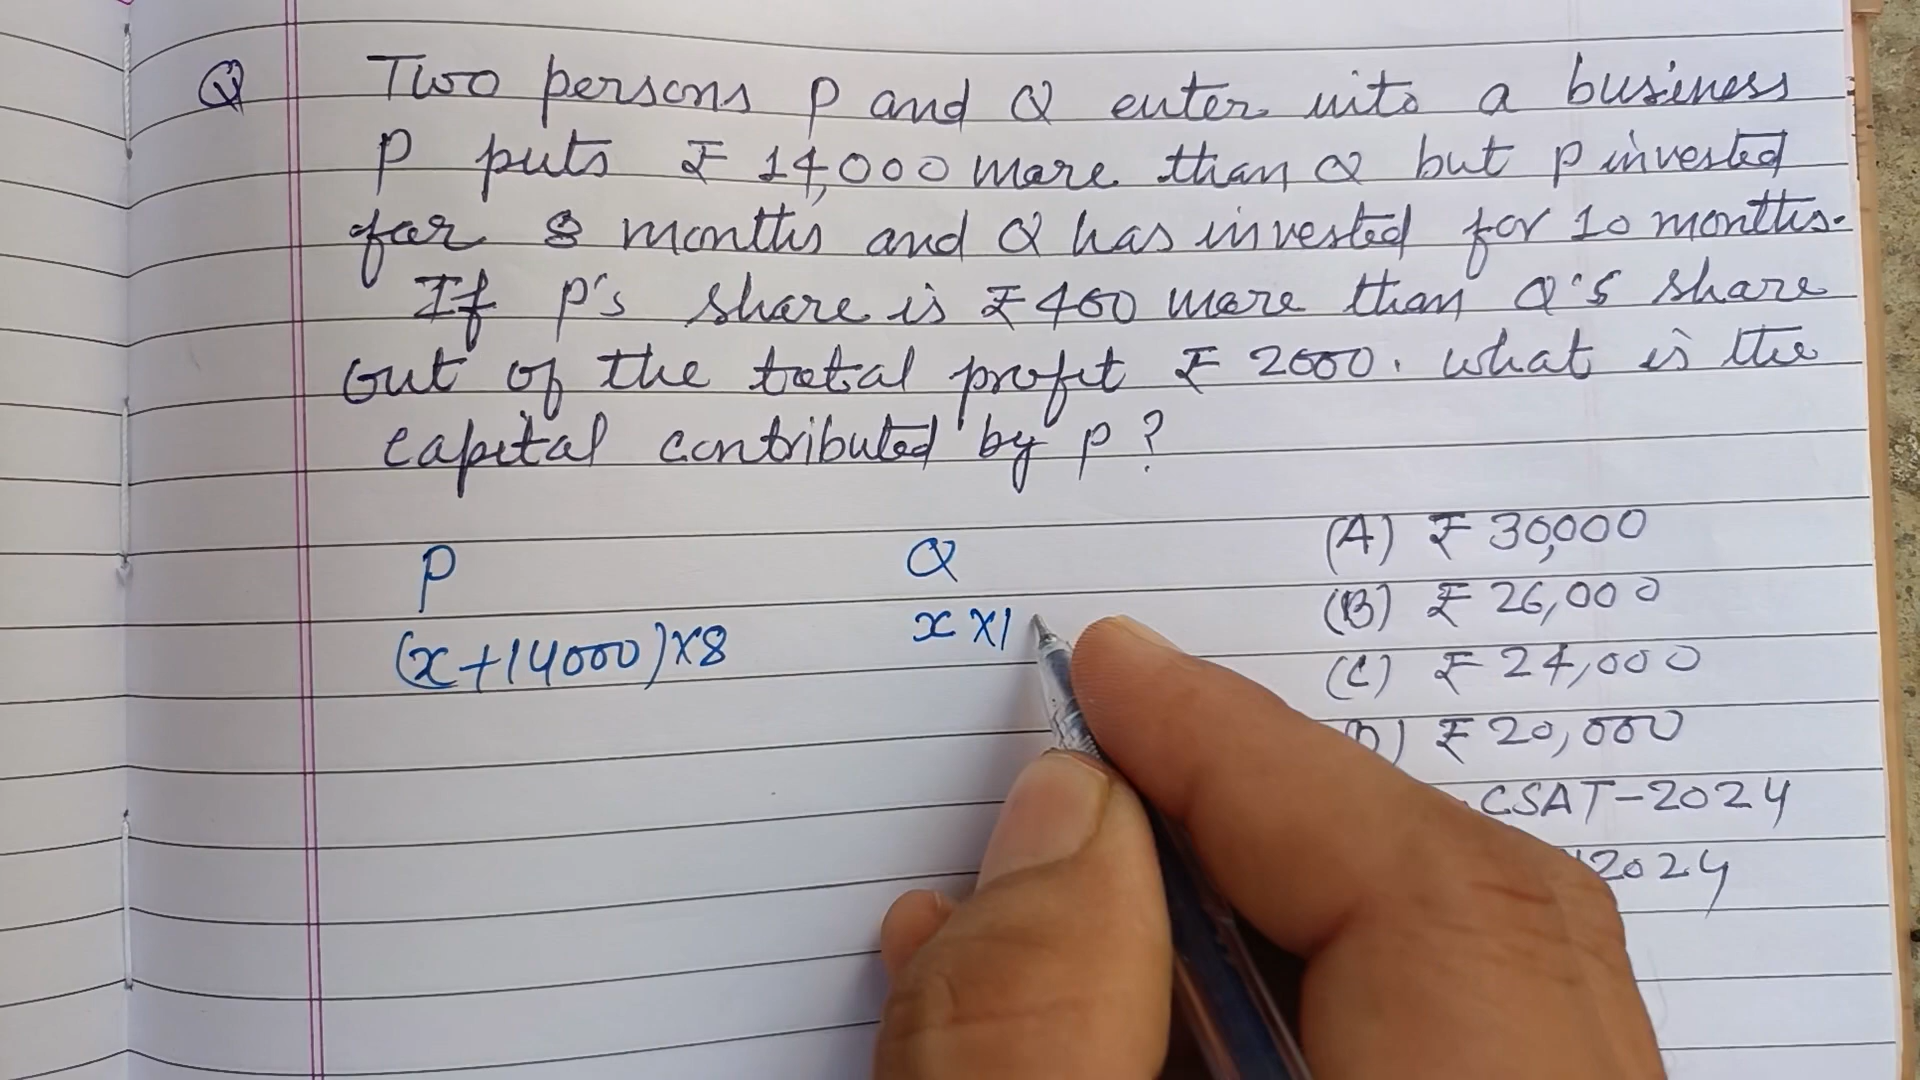 Q Two persons P and Q enter into a business
P puts ₹ 14,000 more than Q but P invested
for 8 months and Q has invested for 10 months.
If P's share is ₹ 400 more than Q's share
out of the total profit ₹ 2000. what is the
capital contributed by P?
P Q
(x+14000)×8 x×1
(A) ₹ 30,000
(B) ₹ 26,000
(C) ₹ 24,000
D) ₹ 20,000
CSAT-2024
2024